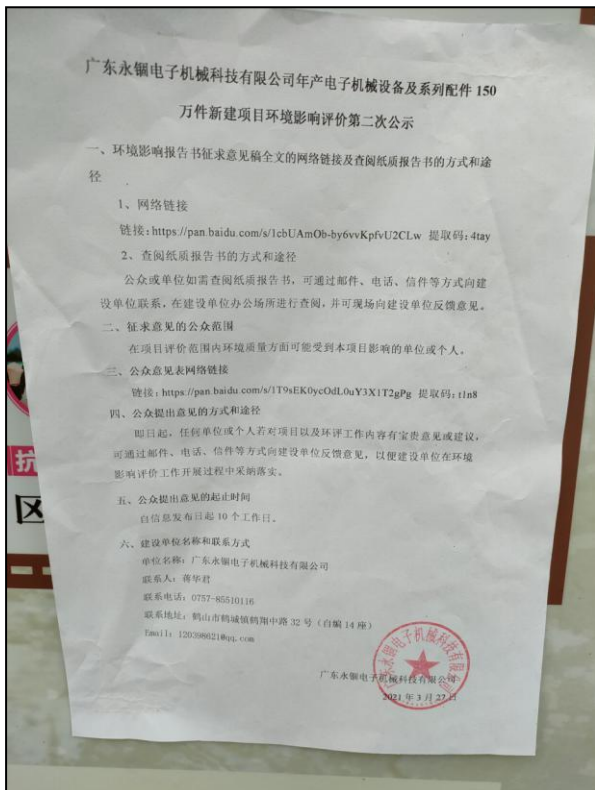 广东永锢电子机械科技有限公司年产电子机械设备及系列配件 150
万件新建项目环境影响评价第二次公示
一、环境影响报告书征求意见稿全文的网络链接及查阅纸质报告书的方式和途
径
1、网络链接
链接:https://pan.baidu.com/s/1cbUAmOb-by6vvKpfvU2CLw 提取码:4tay
2、查阅纸质报告书的方式和途径
公众或单位如需查阅纸质报告书，可通过邮件、电话、信件等方式向建
设单位联系，在建设单位办公场所进行查阅，并可现场向建设单位反馈意见。
二、征求意见的公众范围
在项目评价范围内环境质量方面可能受到本项目影响的单位或个人。
三、公众意见表网络链接
链接:https://pan.baidu.com/s/1T9sEK0ycOdL0uY3X1T2gPg 提取码:t1n8
四、公众提出意见的方式和途径
即日起，任何单位或个人若对项目以及环评工作内容有宝贵意见或建议，
可通过邮件、电话、信件等方式向建设单位反馈意见，以便建设单位在环境
影响评价工作开展过程中采纳落实。
五、公众提出意见的起止时间
自信息发布日起 10 个工作日。
六、建设单位名称和联系方式
单位名称：广东永锢电子机械科技有限公司
联系人：蒋华君
联系电话：0757-85510116
联系地址：鹤山市鹤城镇鹤翔中路 32 号（自编 14 座）
Email：120398621@qq.com
广东永锢电子机械科技有限公司
2021 年 3 月 27 日
抗
区